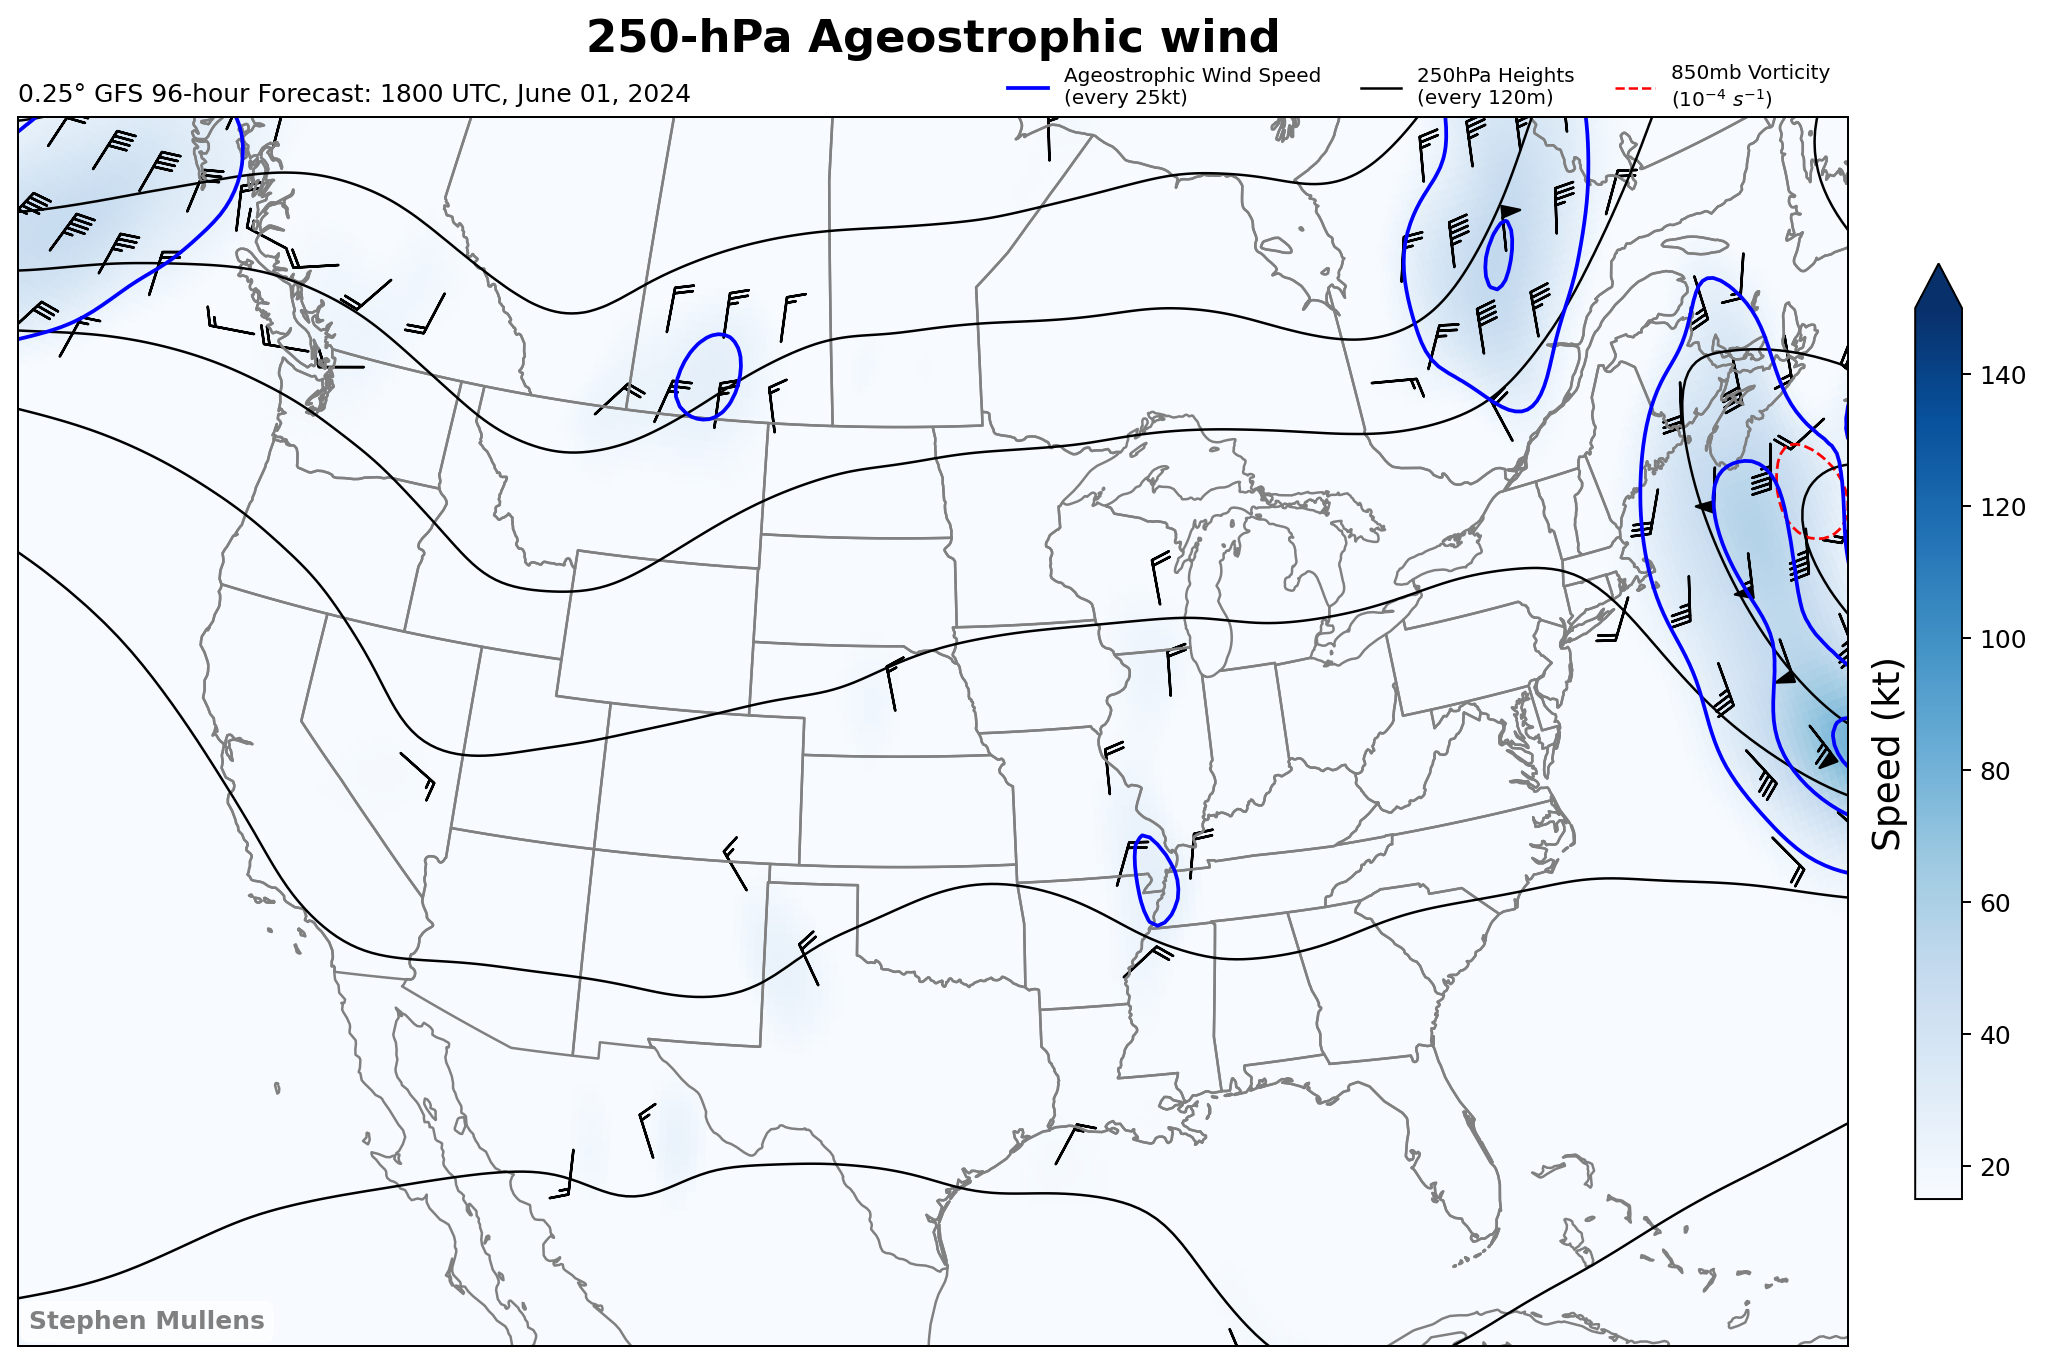 250-hPa Ageostrophic wind
0.25° GFS 96-hour Forecast: 1800 UTC, June 01, 2024
Ageostrophic Wind Speed
(every 25kt)
250hPa Heights
(every 120m)
850mb Vorticity
(10⁻⁴ s⁻¹)
140
120
100
80
60
40
20
Speed (kt)
Stephen Mullens